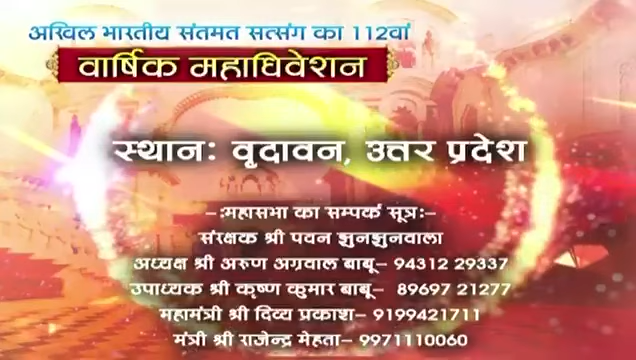 अखिल भारतीय संतमत सत्संग का 112वां
वार्षिक महाधिवेशन
स्थानः वृदावन, उत्तर प्रदेश
-:महासभा का सम्पर्क सूत्रः-
संरक्षक श्री पवन झुनझुनवाला
अध्यक्ष श्री अरुण अग्रवाल बाबू- 94312 29337
उपाध्यक श्री कृष्ण कुमार बाबू- 89697 21277
महामंत्री श्री दिव्य प्रकाश- 9199421711
मंत्री श्री राजेन्द्र मेहता- 9971110060